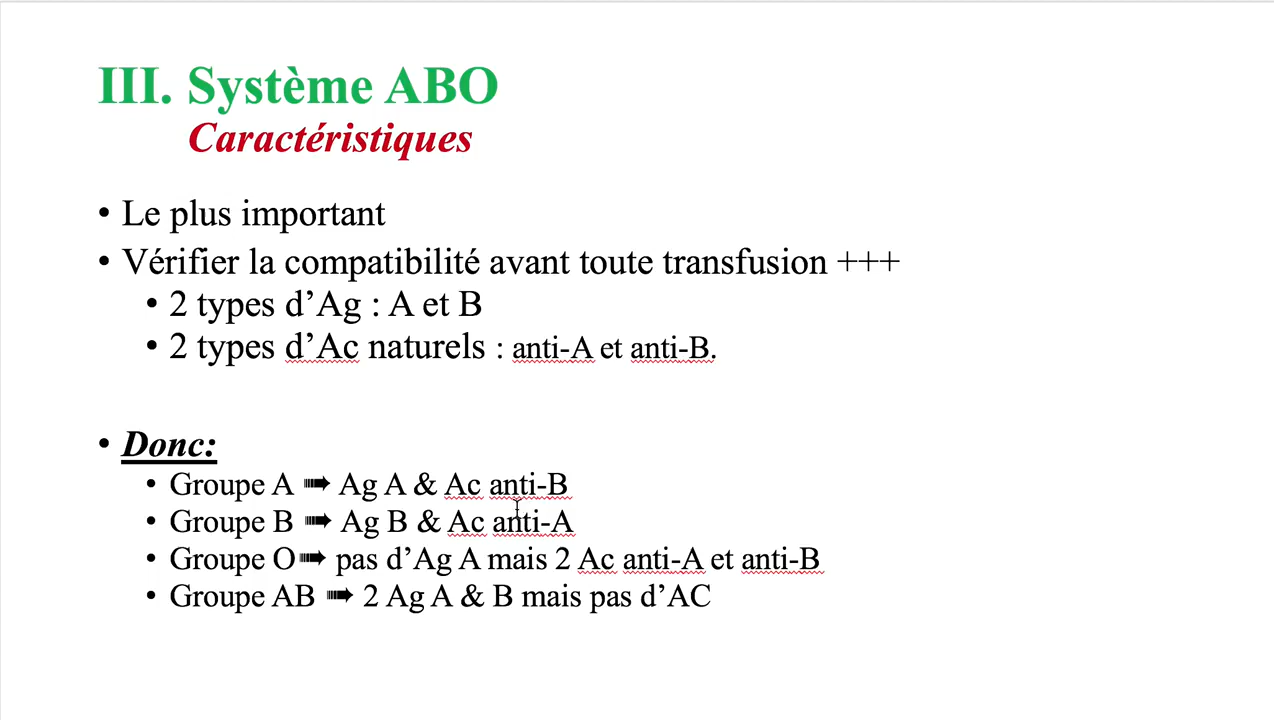 III. Système ABO
Caractéristiques
• Le plus important
• Vérifier la compatibilité avant toute transfusion +++
• 2 types d’Ag : A et B
• 2 types d’Ac naturels : anti-A et anti-B.
• Donc:
• Groupe A ➠ Ag A & Ac anti-B
• Groupe B ➠ Ag B & Ac anti-A
• Groupe O➠ pas d’Ag A mais 2 Ac anti-A et anti-B
• Groupe AB ➠ 2 Ag A & B mais pas d’AC